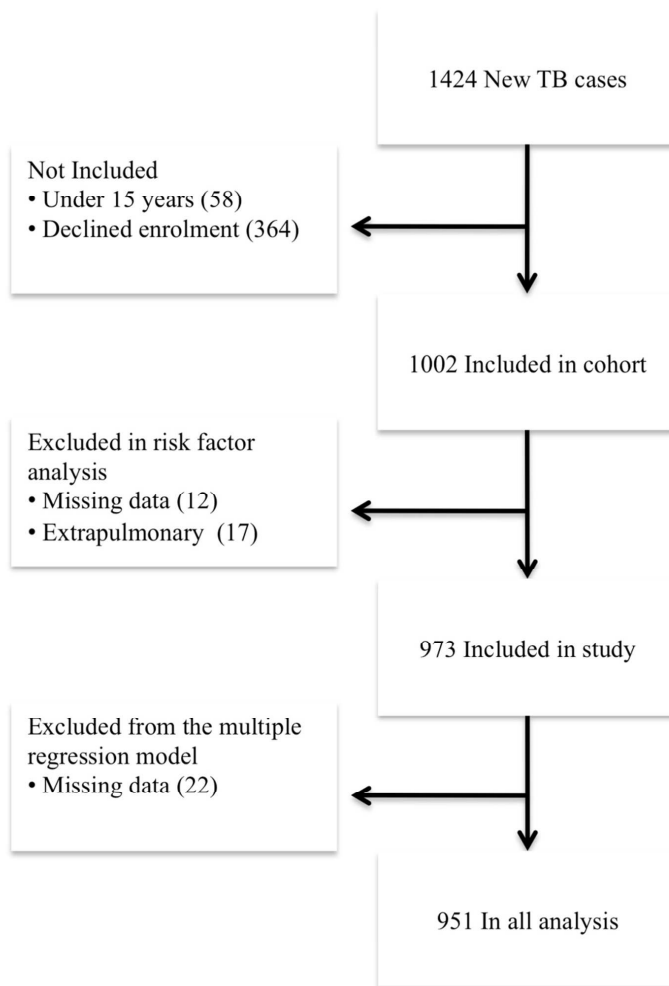 1424 New TB cases
Not Included
• Under 15 years (58)
• Declined enrolment (364)
1002 Included in cohort
Excluded in risk factor
analysis
• Missing data (12)
• Extrapulmonary (17)
973 Included in study
Excluded from the multiple
regression model
• Missing data (22)
951 In all analysis